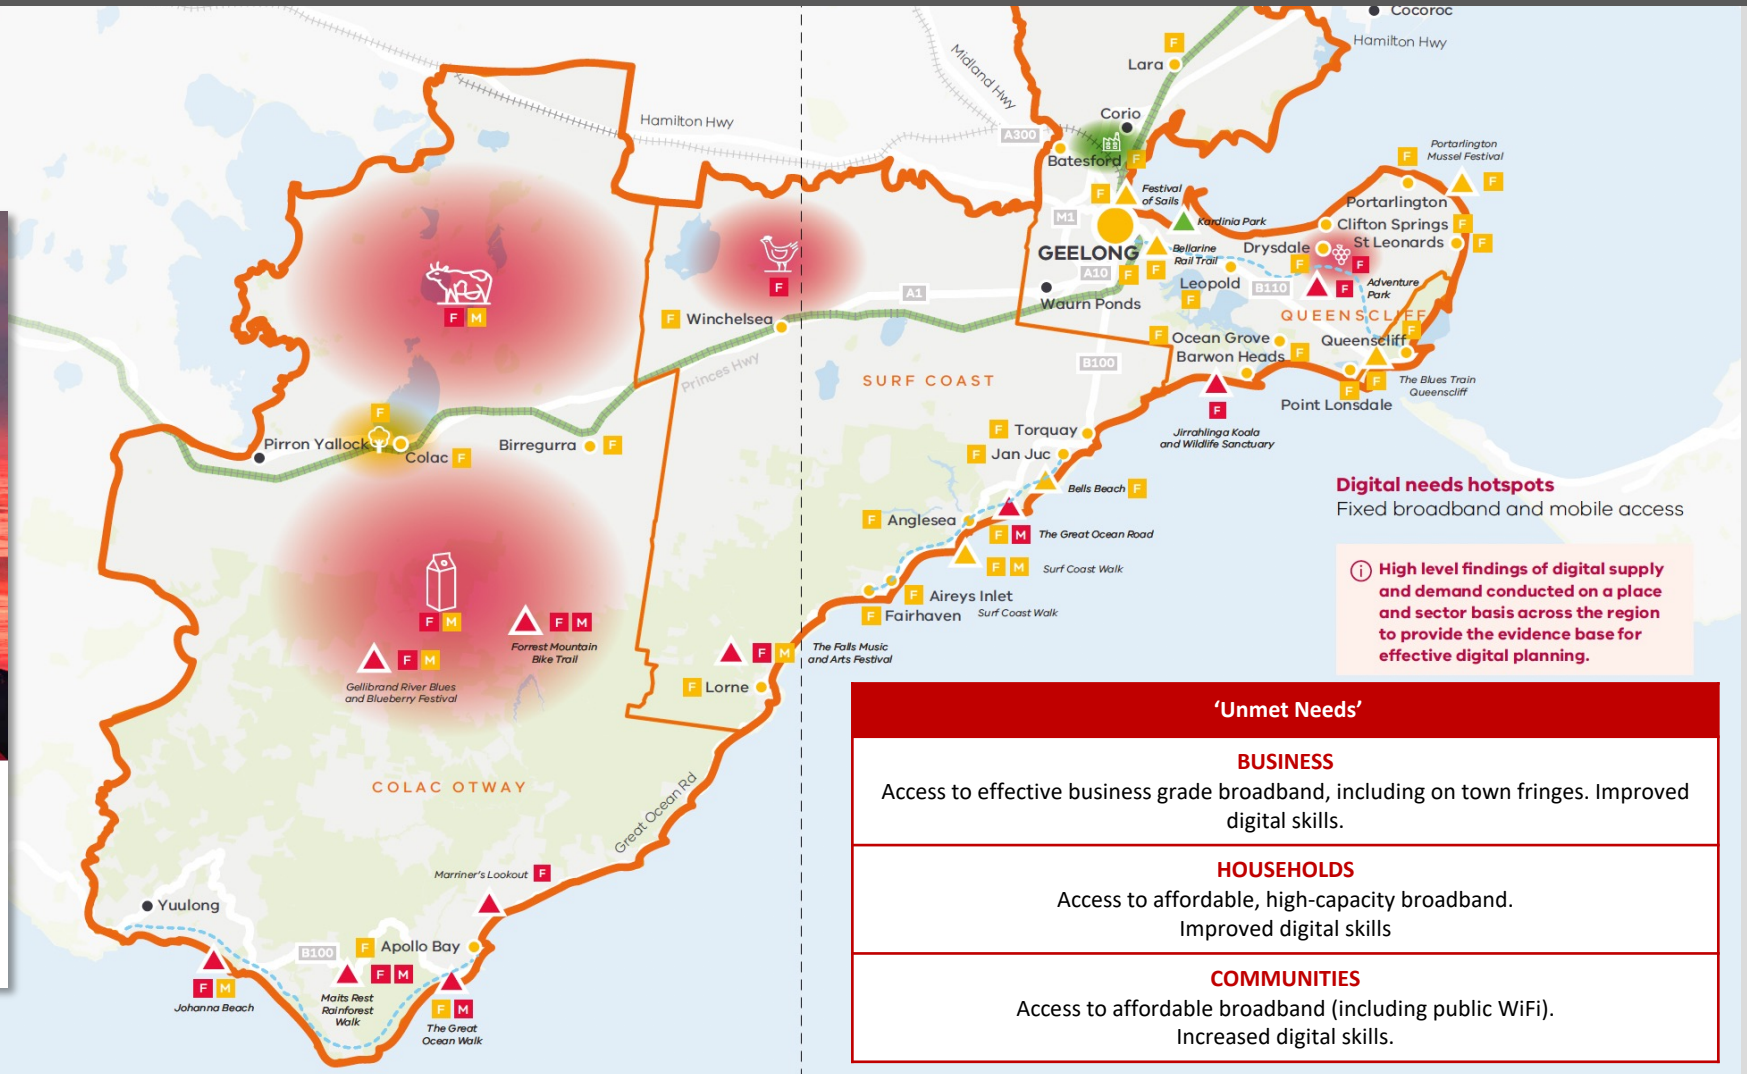 Cocoroc
Hamilton Hwy
Midland Hwy
F
Lara
Corio
A300
Batesford F
Hamilton Hwy
Portarlington
Mussel Festival
F
F
Portarlington
F
Festival
of Sails
M1
Kardinia Park
Clifton Springs F
St Leonards F
GEELONG
Bellarine
Rail Trail
Drysdale
F
F
A10 F F
Leopold
F
B110
F
Adventure
Park
Waurn Ponds
QUEENSCLIFF
F
F Ocean Grove
Queenscliff
Barwon Heads F
F
F
The Blues Train
Queenscliff
Point Lonsdale
F
Jirrahlinga Koala
and Wildlife Sanctuary
F M
F
A1
F Winchelsea
Princes Hwy
B100
SURF COAST
F
Pirron Yallock
Colac F
Birregurra F
F Torquay
F Jan Juc
Bells Beach F
F Anglesea
F M The Great Ocean Road
F M Surf Coast Walk
F Aireys Inlet
F Fairhaven Surf Coast Walk
F M
F M
Forrest Mountain
Bike Trail
F M
Gellibrand River Blues
and Blueberry Festival
F M
The Falls Music
and Arts Festival
F Lorne
COLAC OTWAY
Great Ocean Rd
Marriner's Lookout F
Yuulong
B100
F Apollo Bay
F M
Johanna Beach
F M
Maits Rest
Rainforest
Walk
F M
The Great
Ocean Walk
Digital needs hotspots
Fixed broadband and mobile access
High level findings of digital supply
and demand conducted on a place
and sector basis across the region
to provide the evidence base for
effective digital planning.
‘Unmet Needs’
BUSINESS
Access to effective business grade broadband, including on town fringes. Improved
digital skills.
HOUSEHOLDS
Access to affordable, high-capacity broadband.
Improved digital skills
COMMUNITIES
Access to affordable broadband (including public WiFi).
Increased digital skills.